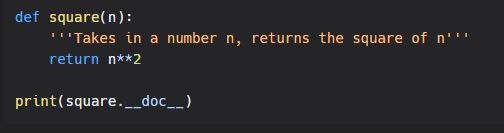 def square(n):
    '''Takes in a number n, returns the square of n'''
    return n**2
print(square.__doc__)